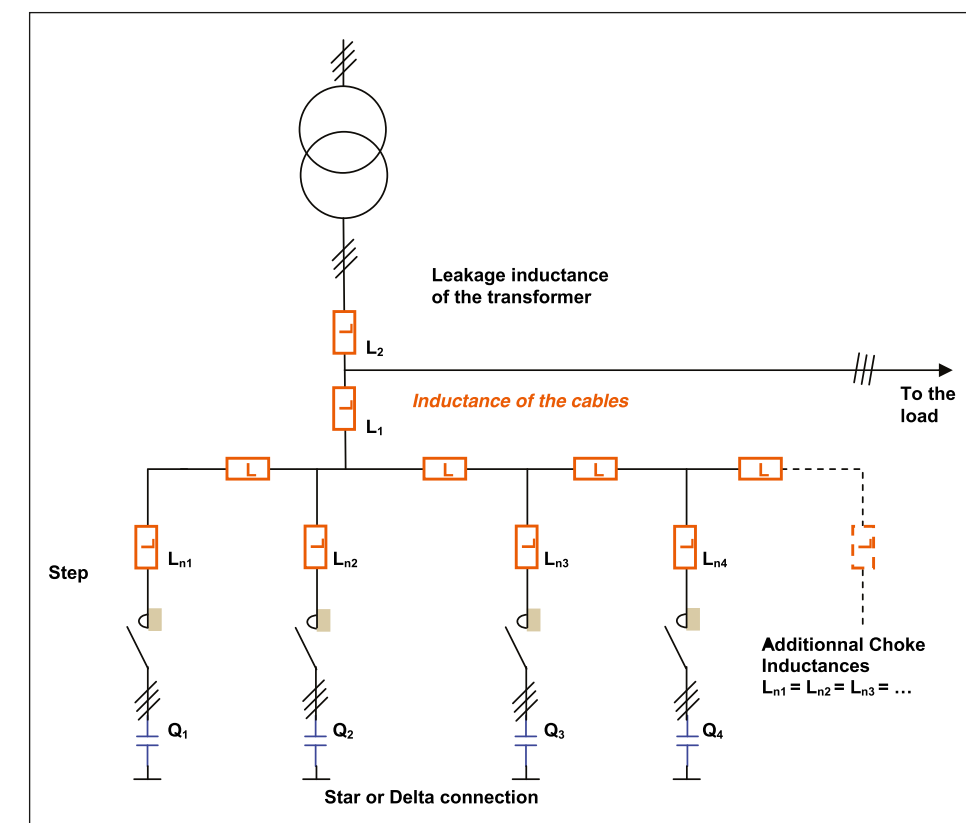 Leakage inductance
of the transformer
L
L2
To the
load
Inductance of the cables
L
L1
L
L
L
L
L
Ln1
L
Ln2
L
Ln3
L
Ln4
L
Step
Additionnal Choke
Inductances
Ln1 = Ln2 = Ln3 = …
Q1
Q2
Q3
Q4
Star or Delta connection